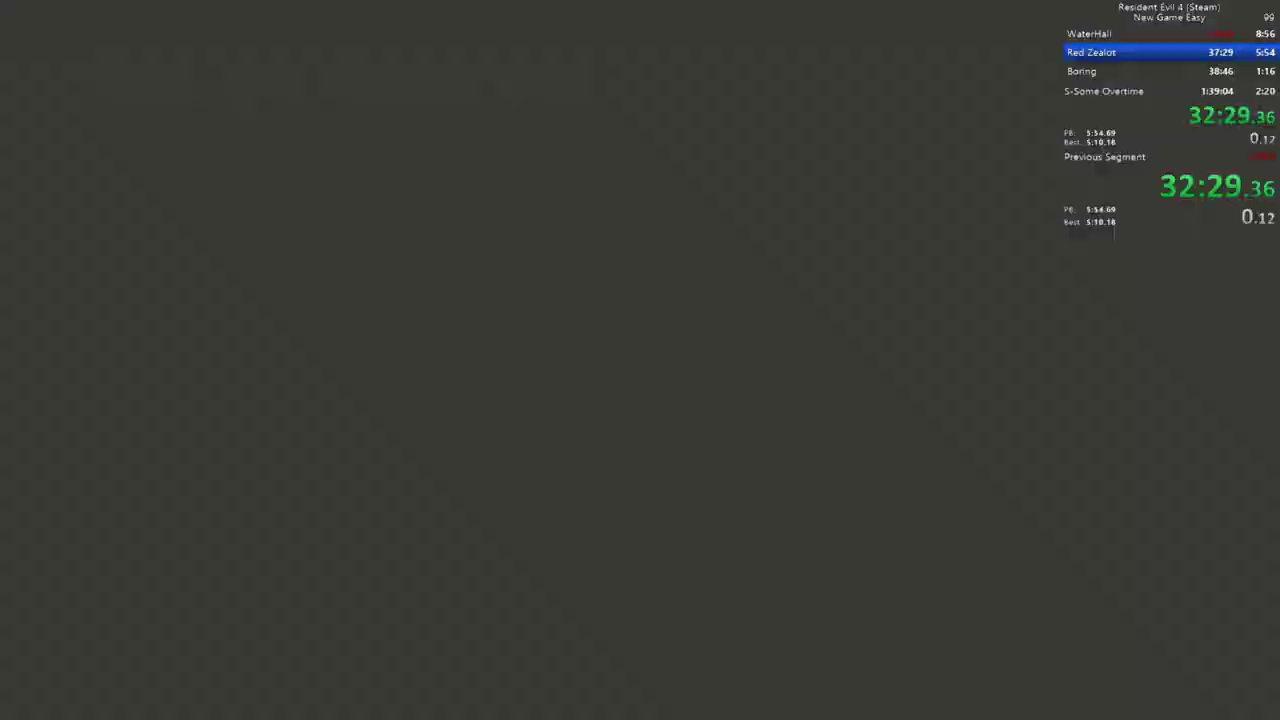 Resident Evil 4 (Steam)
New Game Easy 99
WaterHall 8:56
Red Zealot 37:29 5:54
Boring 38:46 1:16
S-Some Overtime 1:39:04 2:20
32:29.36
PB: 5:54.69
Best: 5:10.18 0.12
Previous Segment
32:29.36
PB: 5:54.69
Best: 5:10.18 0.12